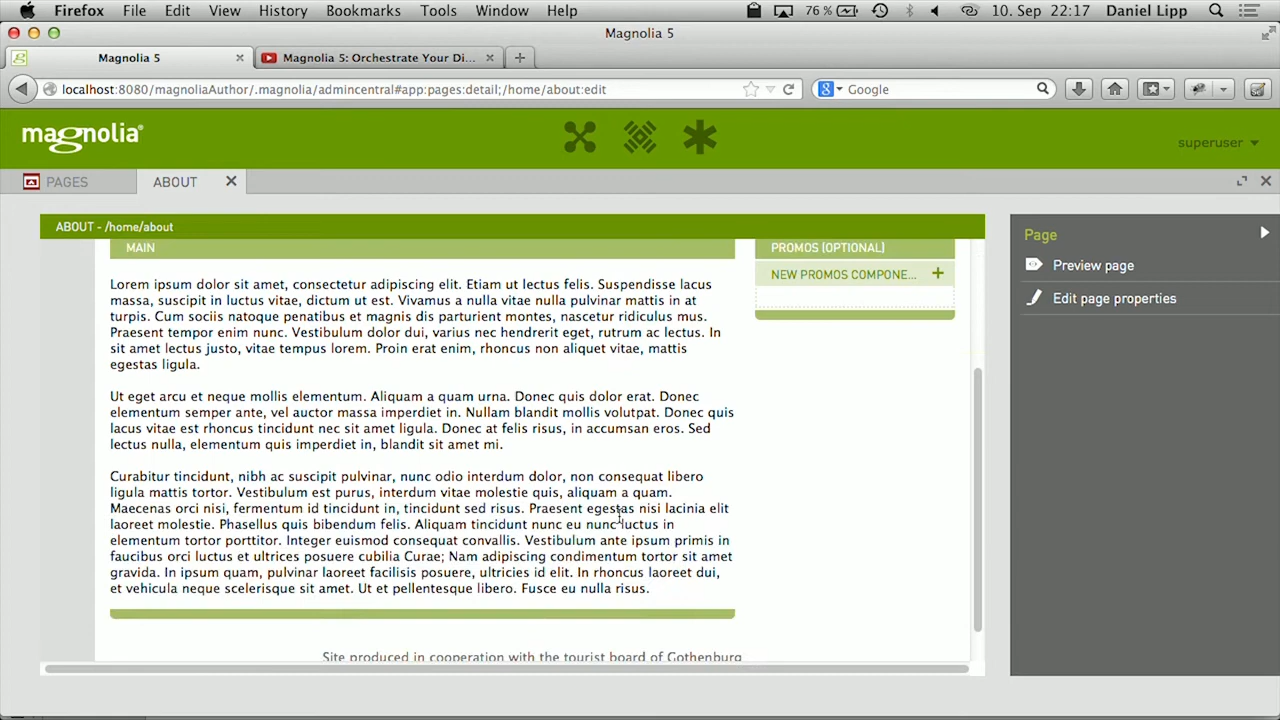 Firefox File Edit View History Bookmarks Tools Window Help 76% 10. Sep 22:17 Daniel Lipp
Magnolia 5
Magnolia 5 Magnolia 5: Orchestrate Your Di...
localhost:8080/magnoliaAuthor/.magnolia/admincentral#app:pages:detail;/home/about:edit Google
magnolia® superuser
PAGES ABOUT
ABOUT - /home/about
MAIN
Lorem ipsum dolor sit amet, consectetur adipiscing elit. Etiam ut lectus felis. Suspendisse lacus
massa, suscipit in luctus vitae, dictum ut est. Vivamus a nulla vitae nulla pulvinar mattis in at
turpis. Cum sociis natoque penatibus et magnis dis parturient montes, nascetur ridiculus mus.
Praesent tempor enim nunc. Vestibulum dolor dui, varius nec hendrerit eget, rutrum ac lectus. In
sit amet lectus justo, vitae tempus lorem. Proin erat enim, rhoncus non aliquet vitae, mattis
egestas ligula.
Ut eget arcu et neque mollis elementum. Aliquam a quam urna. Donec quis dolor erat. Donec
elementum semper ante, vel auctor massa imperdiet in. Nullam blandit mollis volutpat. Donec quis
lacus vitae est rhoncus tincidunt nec sit amet ligula. Donec at felis risus, in accumsan eros. Sed
lectus nulla, elementum quis imperdiet in, blandit sit amet mi.
Curabitur tincidunt, nibh ac suscipit pulvinar, nunc odio interdum dolor, non consequat libero
ligula mattis tortor. Vestibulum est purus, interdum vitae molestie quis, aliquam a quam.
Maecenas orci nisi, fermentum id tincidunt in, tincidunt sed risus. Praesent egestas nisi lacinia elit
laoreet molestie. Phasellus quis bibendum felis. Aliquam tincidunt nunc eu nunc luctus in
elementum tortor porttitor. Integer euismod consequat convallis. Vestibulum ante ipsum primis in
faucibus orci luctus et ultrices posuere cubilia Curae; Nam adipiscing condimentum tortor sit amet
gravida. In ipsum quam, pulvinar laoreet facilisis posuere, ultricies id elit. In rhoncus laoreet dui,
et vehicula neque scelerisque sit amet. Ut et pellentesque libero. Fusce eu nulla risus.
Site produced in cooperation with the tourist board of Gothenburg
PROMOS (OPTIONAL)
NEW PROMOS COMPONE... +
Page
Preview page
Edit page properties